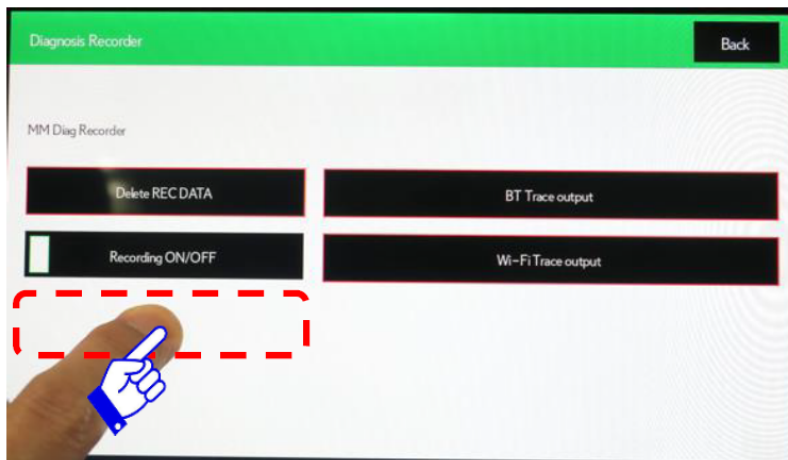 Diagnosis Recorder
Back
MM Diag Recorder
Delete REC DATA
BT Trace output
Recording ON/OFF
Wi-Fi Trace output